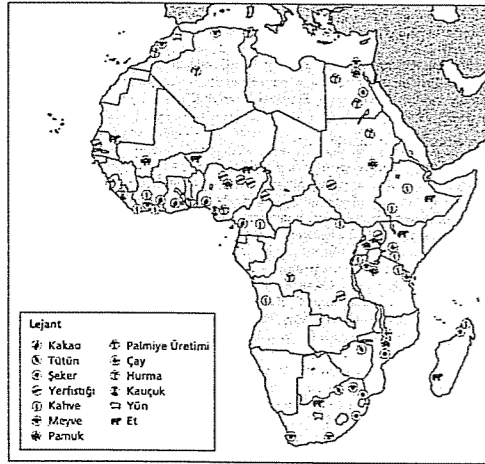 Lejant
Kakao
Tütün
Şeker
Yerfıstığı
Kahve
Meyve
Pamuk
Palmiye Üretimi
Çay
Hurma
Kauçuk
Yün
Et